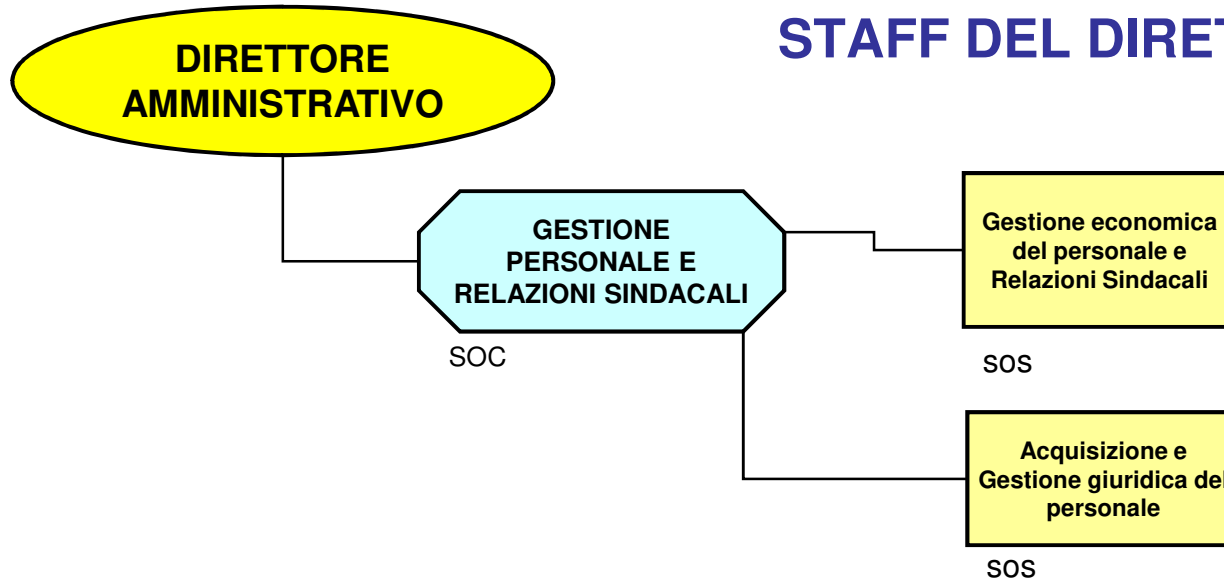 STAFF DEL DIRET
DIRETTORE
AMMINISTRATIVO
GESTIONE
PERSONALE E
RELAZIONI SINDACALI
SOC
Gestione economica
del personale e
Relazioni Sindacali
SOS
Acquisizione e
Gestione giuridica del
personale
SOS